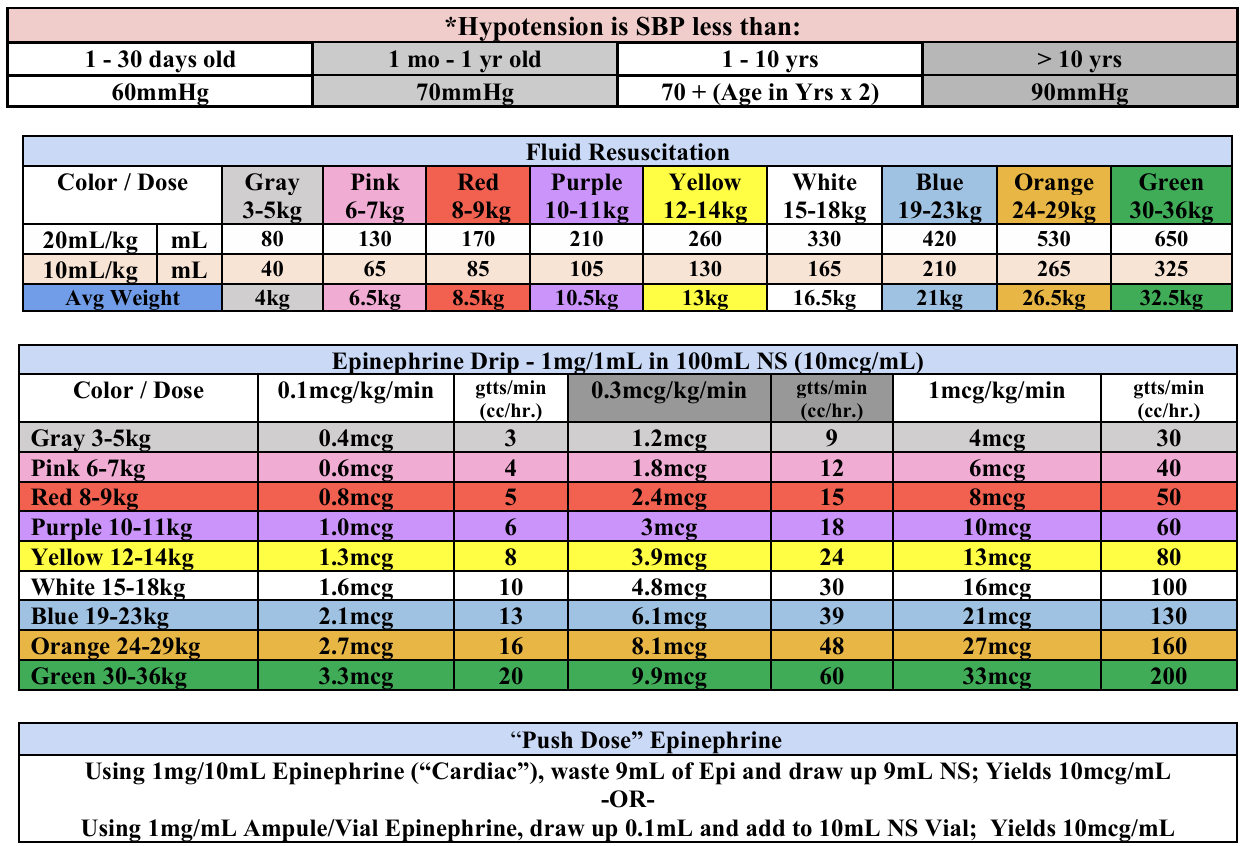 *Hypotension is SBP less than:
1 - 30 days old 1 mo - 1 yr old 1 - 10 yrs > 10 yrs
60mmHg 70mmHg 70 + (Age in Yrs x 2) 90mmHg
Fluid Resuscitation
Color / Dose Gray Pink Red Purple Yellow White Blue Orange Green
3-5kg 6-7kg 8-9kg 10-11kg 12-14kg 15-18kg 19-23kg 24-29kg 30-36kg
20mL/kg mL 80 130 170 210 260 330 420 530 650
10mL/kg mL 40 65 85 105 130 165 210 265 325
Avg Weight 4kg 6.5kg 8.5kg 10.5kg 13kg 16.5kg 21kg 26.5kg 32.5kg
Epinephrine Drip - 1mg/1mL in 100mL NS (10mcg/mL)
Color / Dose 0.1mcg/kg/min gtts/min 0.3mcg/kg/min gtts/min 1mcg/kg/min gtts/min
(cc/hr.) (cc/hr.) (cc/hr.)
Gray 3-5kg 0.4mcg 3 1.2mcg 9 4mcg 30
Pink 6-7kg 0.6mcg 4 1.8mcg 12 6mcg 40
Red 8-9kg 0.8mcg 5 2.4mcg 15 8mcg 50
Purple 10-11kg 1.0mcg 6 3mcg 18 10mcg 60
Yellow 12-14kg 1.3mcg 8 3.9mcg 24 13mcg 80
White 15-18kg 1.6mcg 10 4.8mcg 30 16mcg 100
Blue 19-23kg 2.1mcg 13 6.1mcg 39 21mcg 130
Orange 24-29kg 2.7mcg 16 8.1mcg 48 27mcg 160
Green 30-36kg 3.3mcg 20 9.9mcg 60 33mcg 200
“Push Dose” Epinephrine
Using 1mg/10mL Epinephrine (“Cardiac”), waste 9mL of Epi and draw up 9mL NS; Yields 10mcg/mL
-OR-
Using 1mg/mL Ampule/Vial Epinephrine, draw up 0.1mL and add to 10mL NS Vial; Yields 10mcg/mL